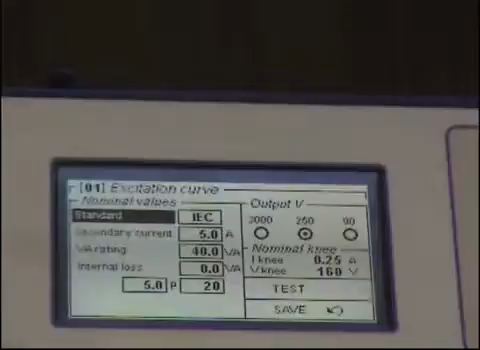 [01] Excitation curve
Nominal values
Standard IEC
Secondary current 5.0 A
VA rating 40.0 VA
Internal loss 0.0 VA
5.0 P 20
Output V
2000 250 90
Nominal knee
I knee 0.25 A
V knee 160 V
TEST
SAVE